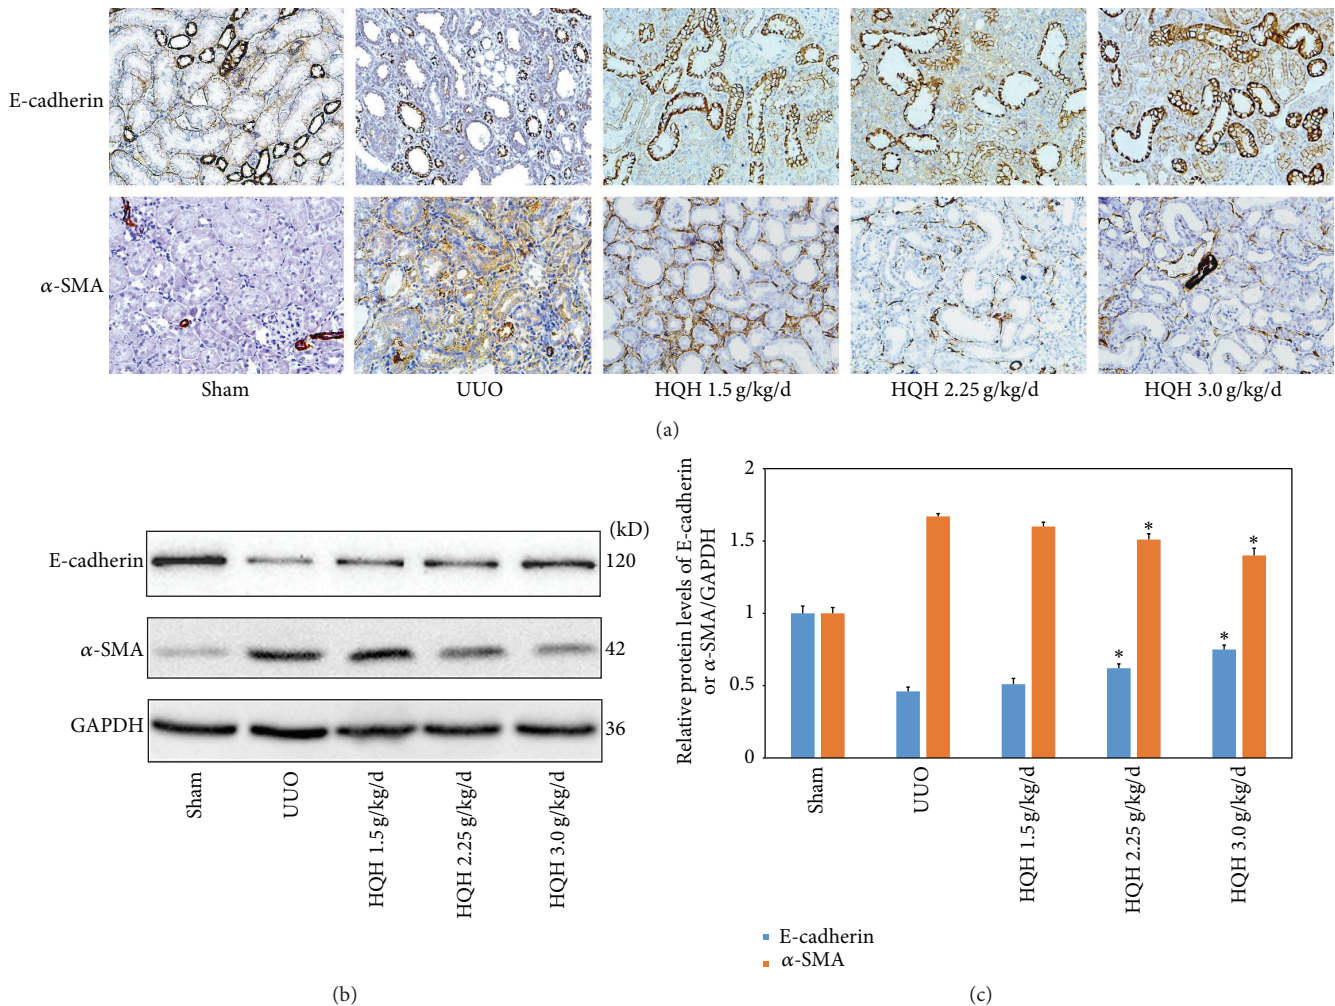 E-cadherin
α-SMA
Sham
UUO
HQH 1.5 g/kg/d
HQH 2.25 g/kg/d
HQH 3.0 g/kg/d
(a)
(kD)
E-cadherin
120
α-SMA
42
GAPDH
36
Sham
UUO
HQH 1.5 g/kg/d
HQH 2.25 g/kg/d
HQH 3.0 g/kg/d
(b)
Relative protein levels of E-cadherin
or α-SMA/GAPDH
2
1.5
1
0.5
0
*
*
*
*
Sham
UUO
HQH 1.5 g/kg/d
HQH 2.25 g/kg/d
HQH 3.0 g/kg/d
E-cadherin
α-SMA
(c)